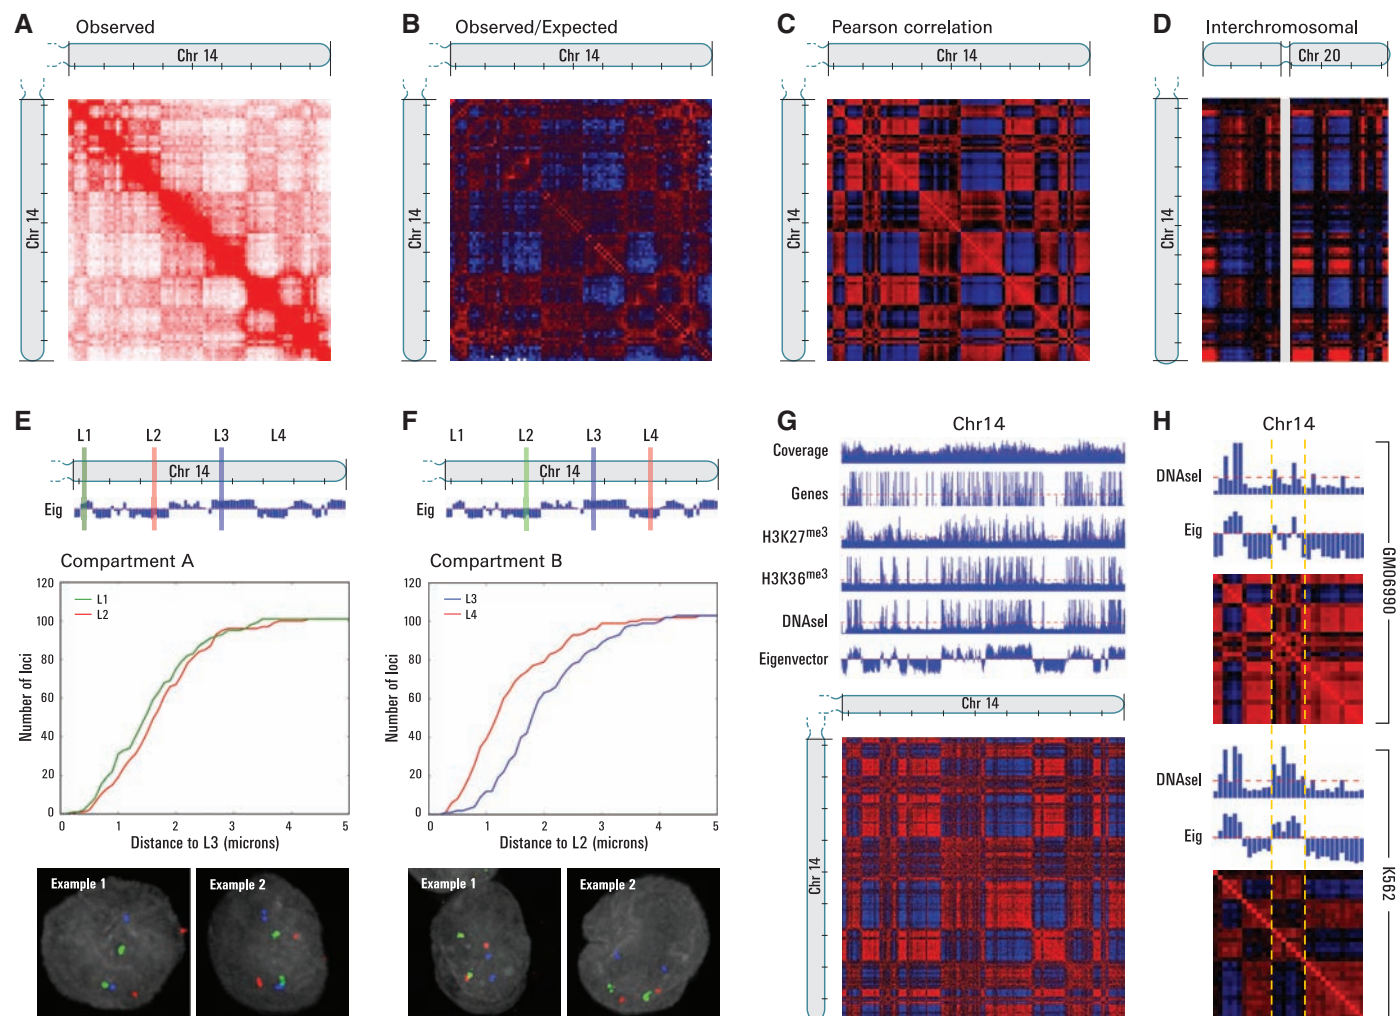 A Observed
Chr 14
Chr 14
B Observed/Expected
Chr 14
Chr 14
C Pearson correlation
Chr 14
Chr 14
D Interchromosomal
Chr 20
Chr 14
E
L1 L2 L3 L4
Chr 14
Eig
Compartment A
120
100
80
60
40
20
0
L1
L2
Number of loci
0 1 2 3 4 5
Distance to L3 (microns)
Example 1
Example 2
F
L1 L2 L3 L4
Chr 14
Eig
Compartment B
120
100
80
60
40
20
0
L3
L4
Number of loci
0 1 2 3 4 5
Distance to L2 (microns)
Example 1
Example 2
G Chr14
Coverage
Genes
H3K27me3
H3K36me3
DNAseI
Eigenvector
Chr 14
Chr 14
H Chr14
DNAseI
Eig
GM06990
DNAseI
Eig
K562